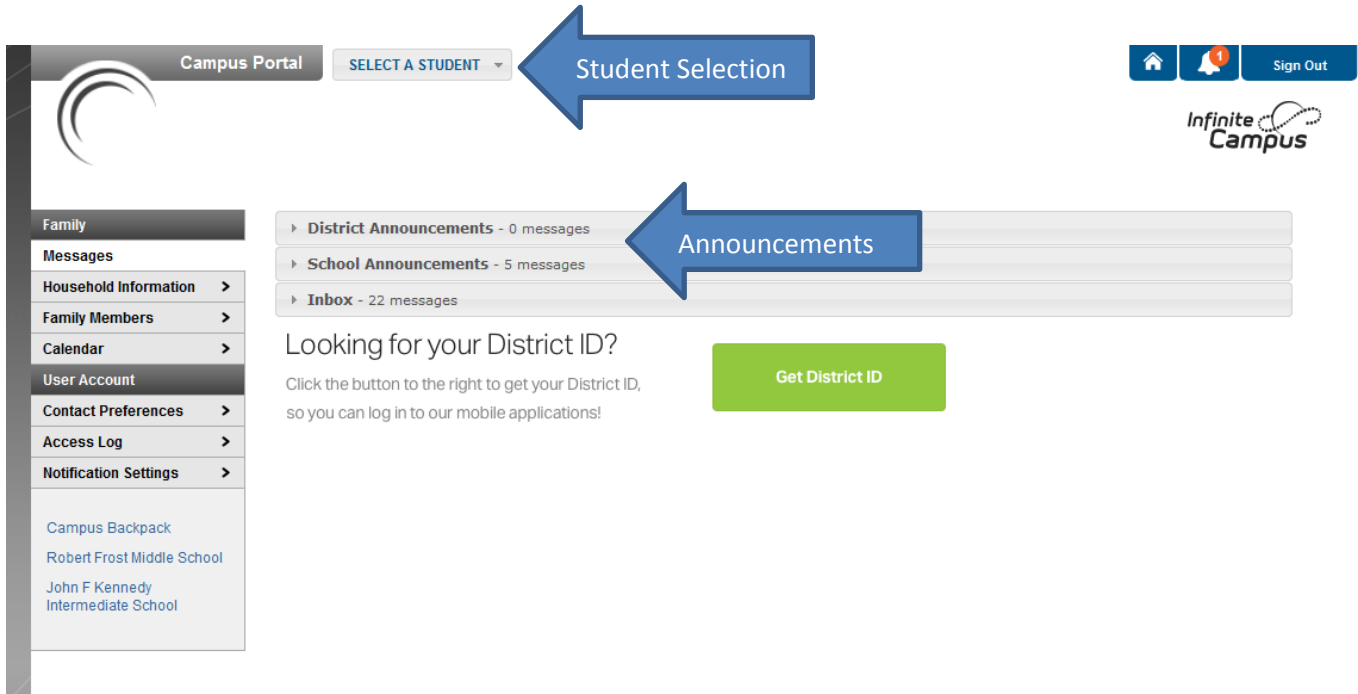 Campus Portal
SELECT A STUDENT
Student Selection
1
Sign Out
Infinite
Campus
Family
Messages
Household Information >
Family Members >
Calendar >
User Account
Contact Preferences >
Access Log >
Notification Settings >
Campus Backpack
Robert Frost Middle School
John F Kennedy
Intermediate School
District Announcements - 0 messages
Announcements
School Announcements - 5 messages
Inbox - 22 messages
Looking for your District ID?
Click the button to the right to get your District ID,
so you can log in to our mobile applications!
Get District ID